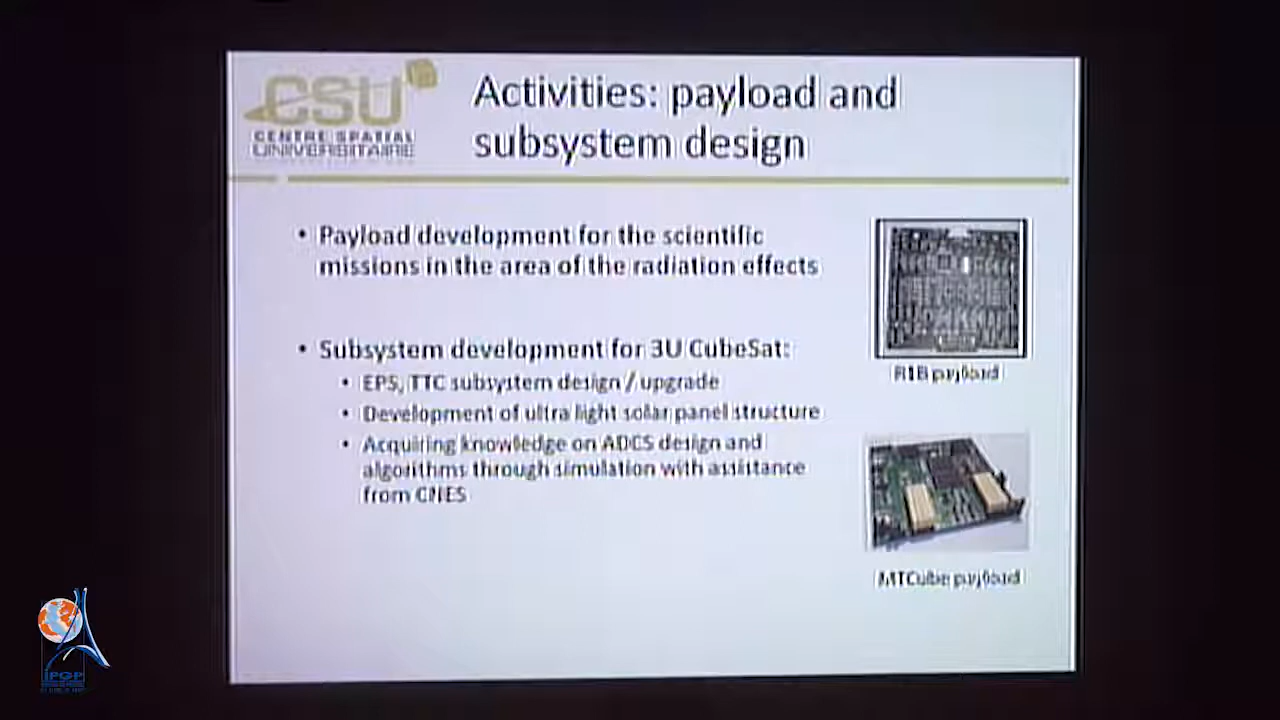 CSU
CENTRE SPATIAL
UNIVERSITAIRE
Activities: payload and
subsystem design
• Payload development for the scientific
missions in the area of the radiation effects
• Subsystem development for 3U CubeSat:
• EPS, TTC subsystem design / upgrade
• Development of ultra light solar panel structure
• Acquiring knowledge on ADCS design and
algorithms through simulation with assistance
from CNES
payload
MTCube payload
IPGP